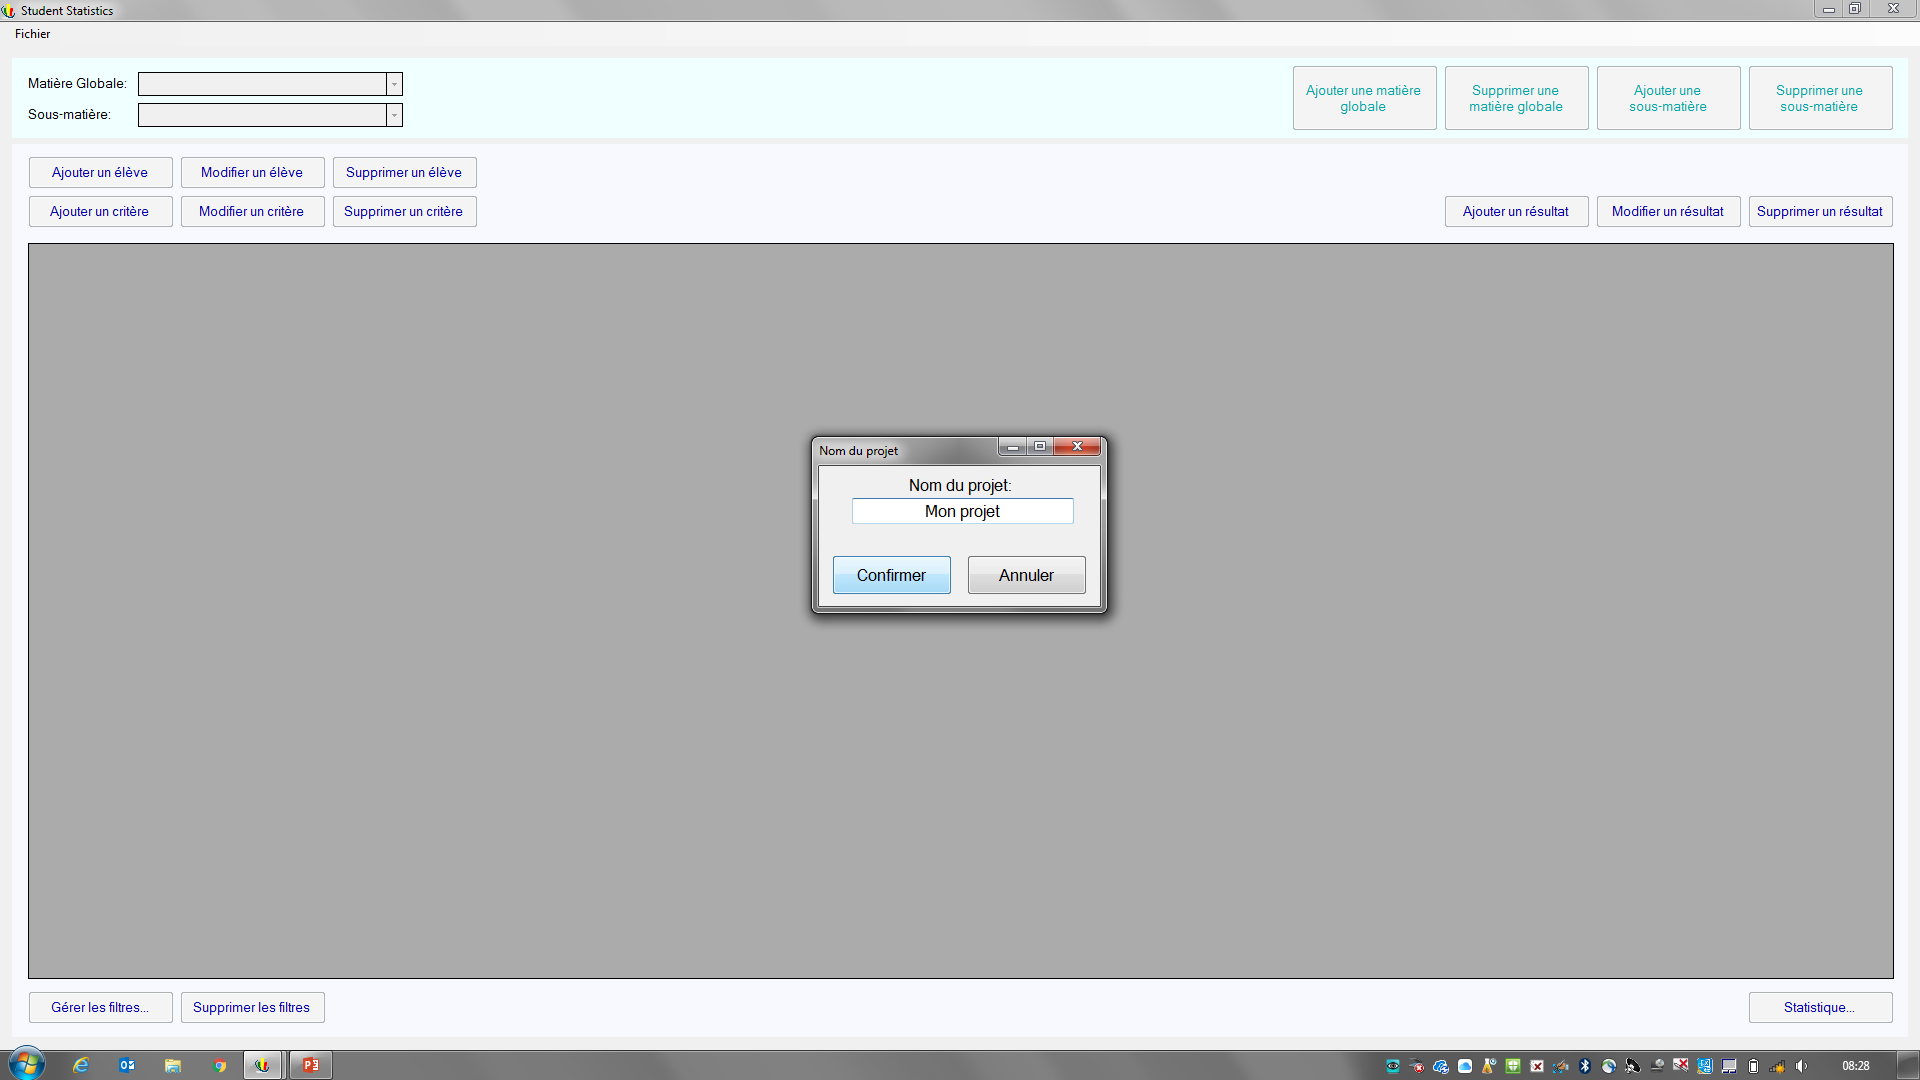 Student Statistics
Fichier
Matière Globale:
Sous-matière:
Ajouter une matière
globale
Supprimer une
matière globale
Ajouter une
sous-matière
Supprimer une
sous-matière
Ajouter un élève
Modifier un élève
Supprimer un élève
Ajouter un critère
Modifier un critère
Supprimer un critère
Ajouter un résultat
Modifier un résultat
Supprimer un résultat
Nom du projet
Nom du projet:
Mon projet
Confirmer
Annuler
Gérer les filtres...
Supprimer les filtres
Statistique...
08:28